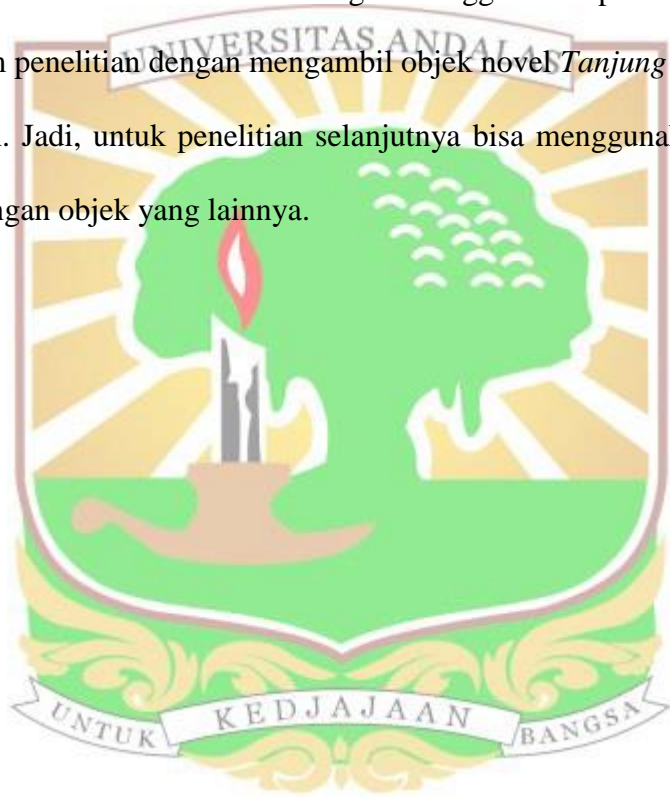 UNIVERSITAS ANDALAS
n penelitian dengan mengambil objek novel Tanjung
. Jadi, untuk penelitian selanjutnya bisa menggunal
ngan objek yang lainnya.
UNTUK KEDJAJAAN BANGSA